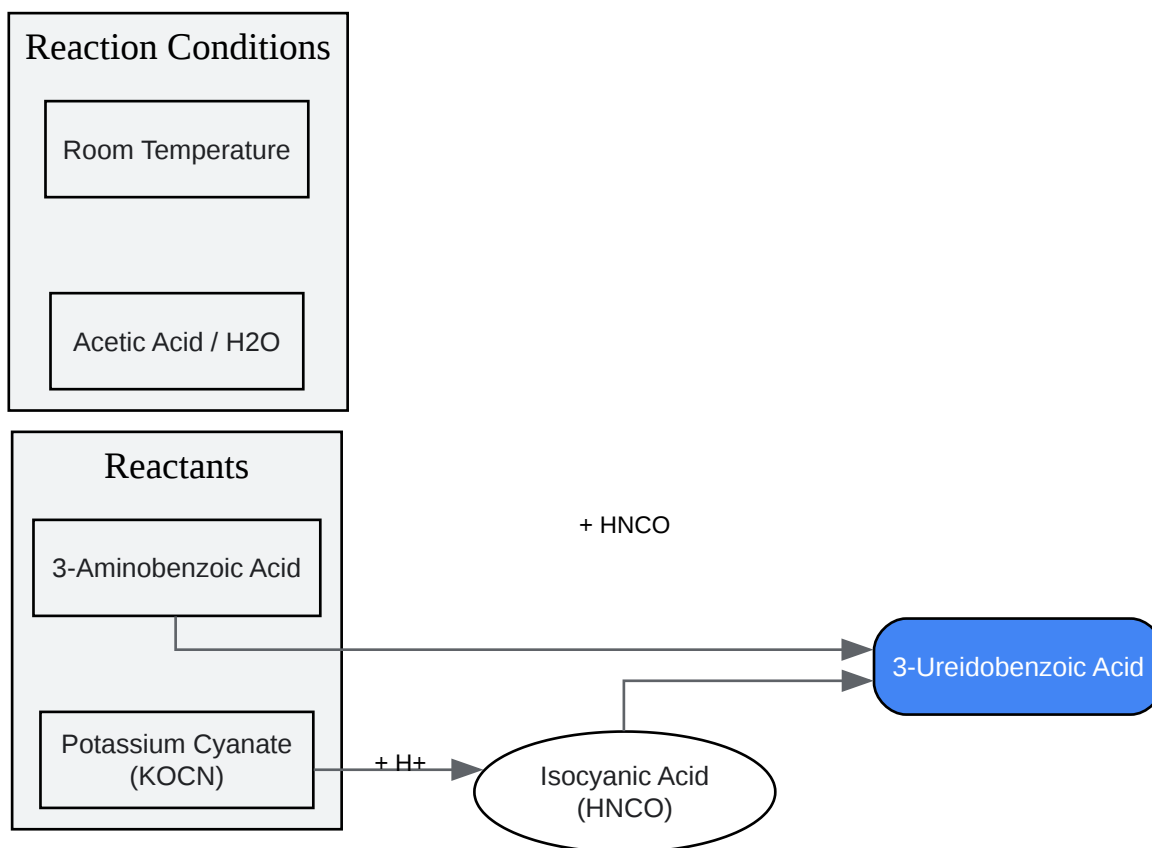 Reaction Conditions
Room Temperature
Acetic Acid / H2O
Reactants
3-Aminobenzoic Acid
+ HNCO
3-Ureidobenzoic Acid
Potassium Cyanate
(KOCN)
+ H+
Isocyanic Acid
(HNCO)